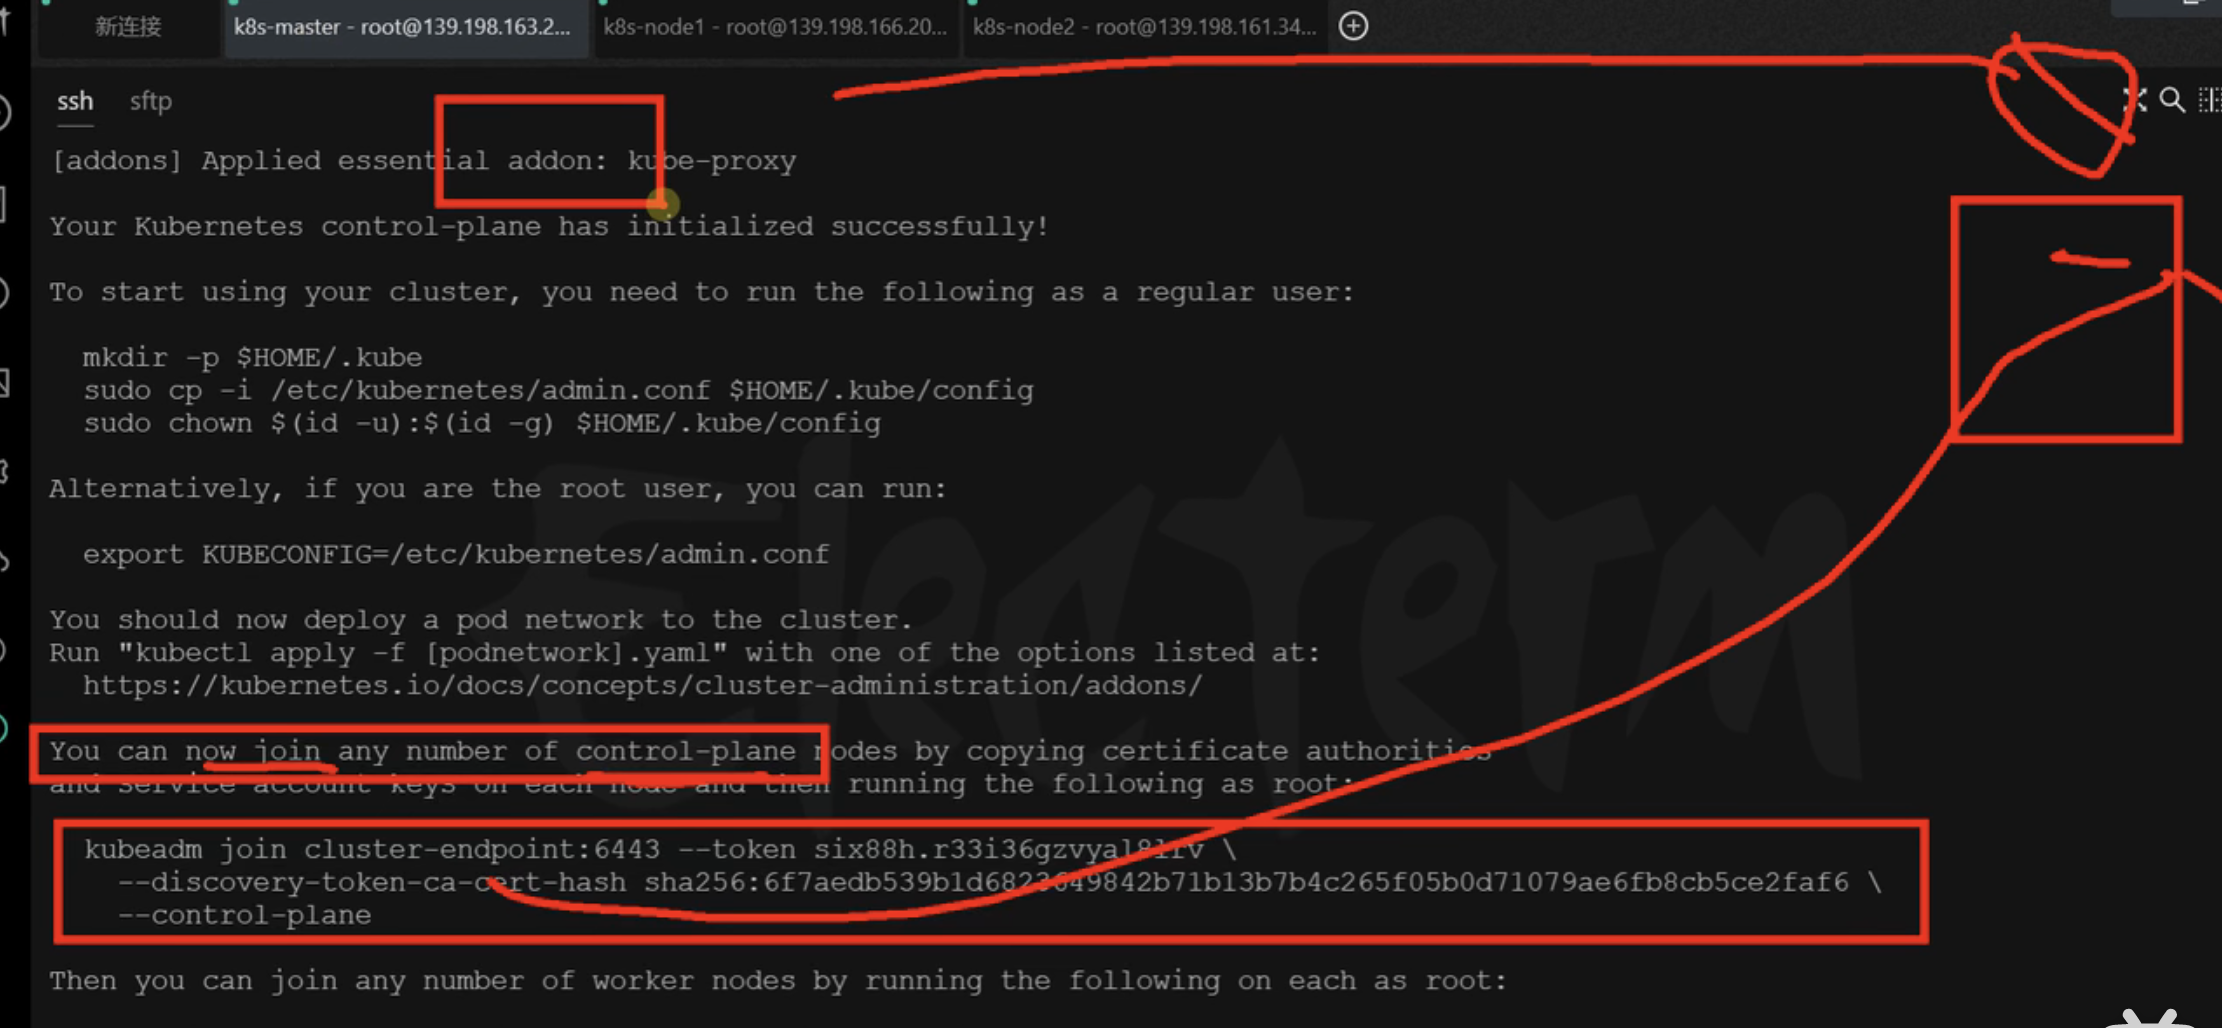 新连接
k8s-master - root@139.198.163.2...
k8s-node1 - root@139.198.166.20...
k8s-node2 - root@139.198.161.34...
ssh sftp
[addons] Applied essential addon: kube-proxy
Your Kubernetes control-plane has initialized successfully!
To start using your cluster, you need to run the following as a regular user:
mkdir -p $HOME/.kube
sudo cp -i /etc/kubernetes/admin.conf $HOME/.kube/config
sudo chown $(id -u):$(id -g) $HOME/.kube/config
Alternatively, if you are the root user, you can run:
export KUBECONFIG=/etc/kubernetes/admin.conf
You should now deploy a pod network to the cluster.
Run "kubectl apply -f [podnetwork].yaml" with one of the options listed at:
https://kubernetes.io/docs/concepts/cluster-administration/addons/
You can now join any number of control-plane nodes by copying certificate authorities
and service account keys on each node and then running the following as root:
kubeadm join cluster-endpoint:6443 --token \
--discovery-token-ca-cert-hash \
--control-plane
Then you can join any number of worker nodes by running the following on each as root:
Electerm